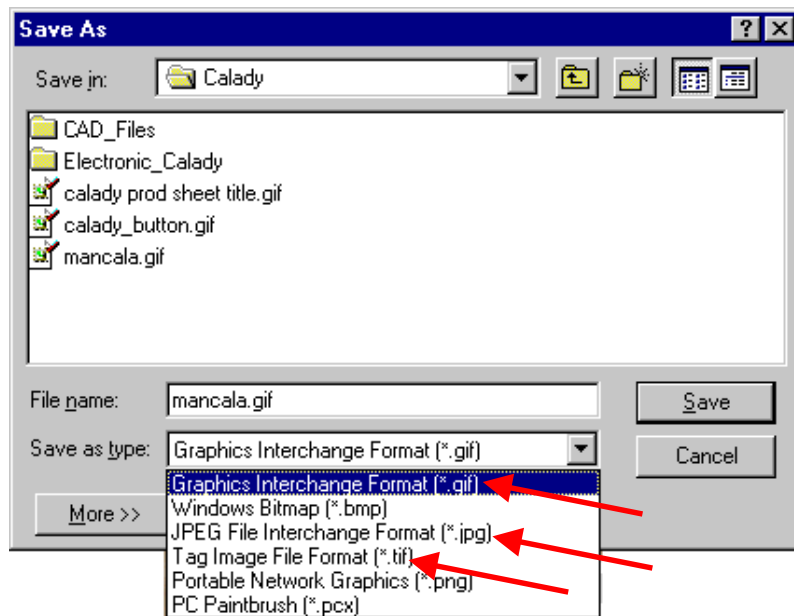 Save As
Save in: Calady
CAD_Files
Electronic_Calady
calady prod sheet title.gif
calady_button.gif
mancala.gif
File name: mancala.gif Save
Save as type: Graphics Interchange Format (*.gif) Cancel
Graphics Interchange Format (*.gif)
More >> Windows Bitmap (*.bmp)
JPEG File Interchange Format (*.jpg)
Tag Image File Format (*.tif)
Portable Network Graphics (*.png)
PC Paintbrush (*.pcx)